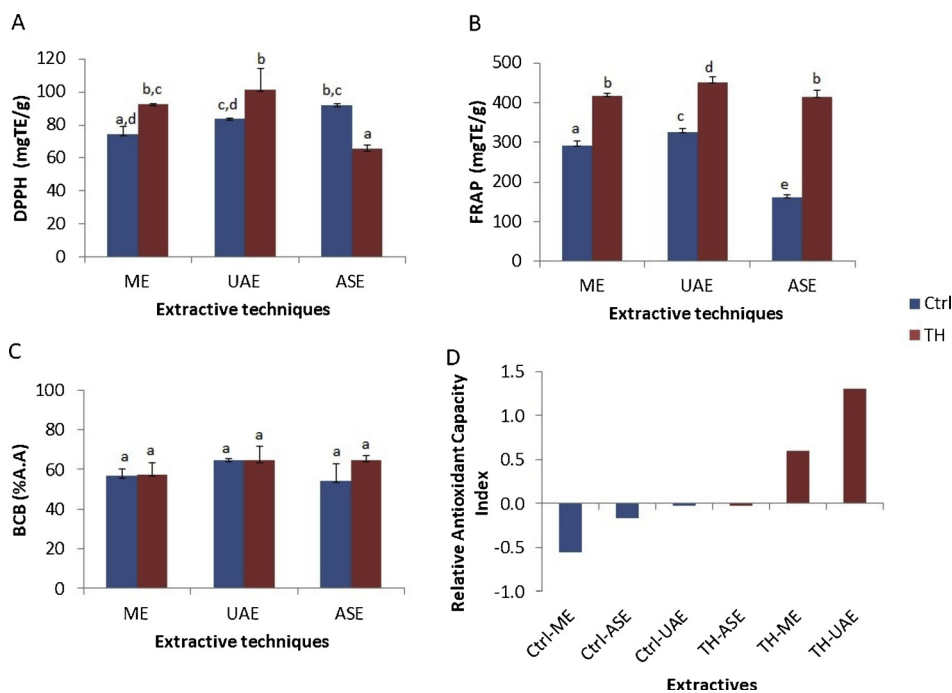 A
DPPH (mgTE/g)
120
100
80
60
40
20
0
a,d
b,c
c,d
b
b,c
a
ME
UAE
ASE
Extractive techniques
B
FRAP (mgTE/g)
500
400
300
200
100
0
a
b
c
d
e
b
ME
UAE
ASE
Extractive techniques
Ctrl
TH
C
BCB (%A.A)
100
80
60
40
20
0
a
a
a
a
a
a
ME
UAE
ASE
Extractive techniques
D
Relative Antioxidant Capacity
Index
1.5
1.0
0.5
0.0
-0.5
-1.0
Ctrl-ME
Ctrl-ASE
Ctrl-UAE
TH-ASE
TH-ME
TH-UAE
Extractives